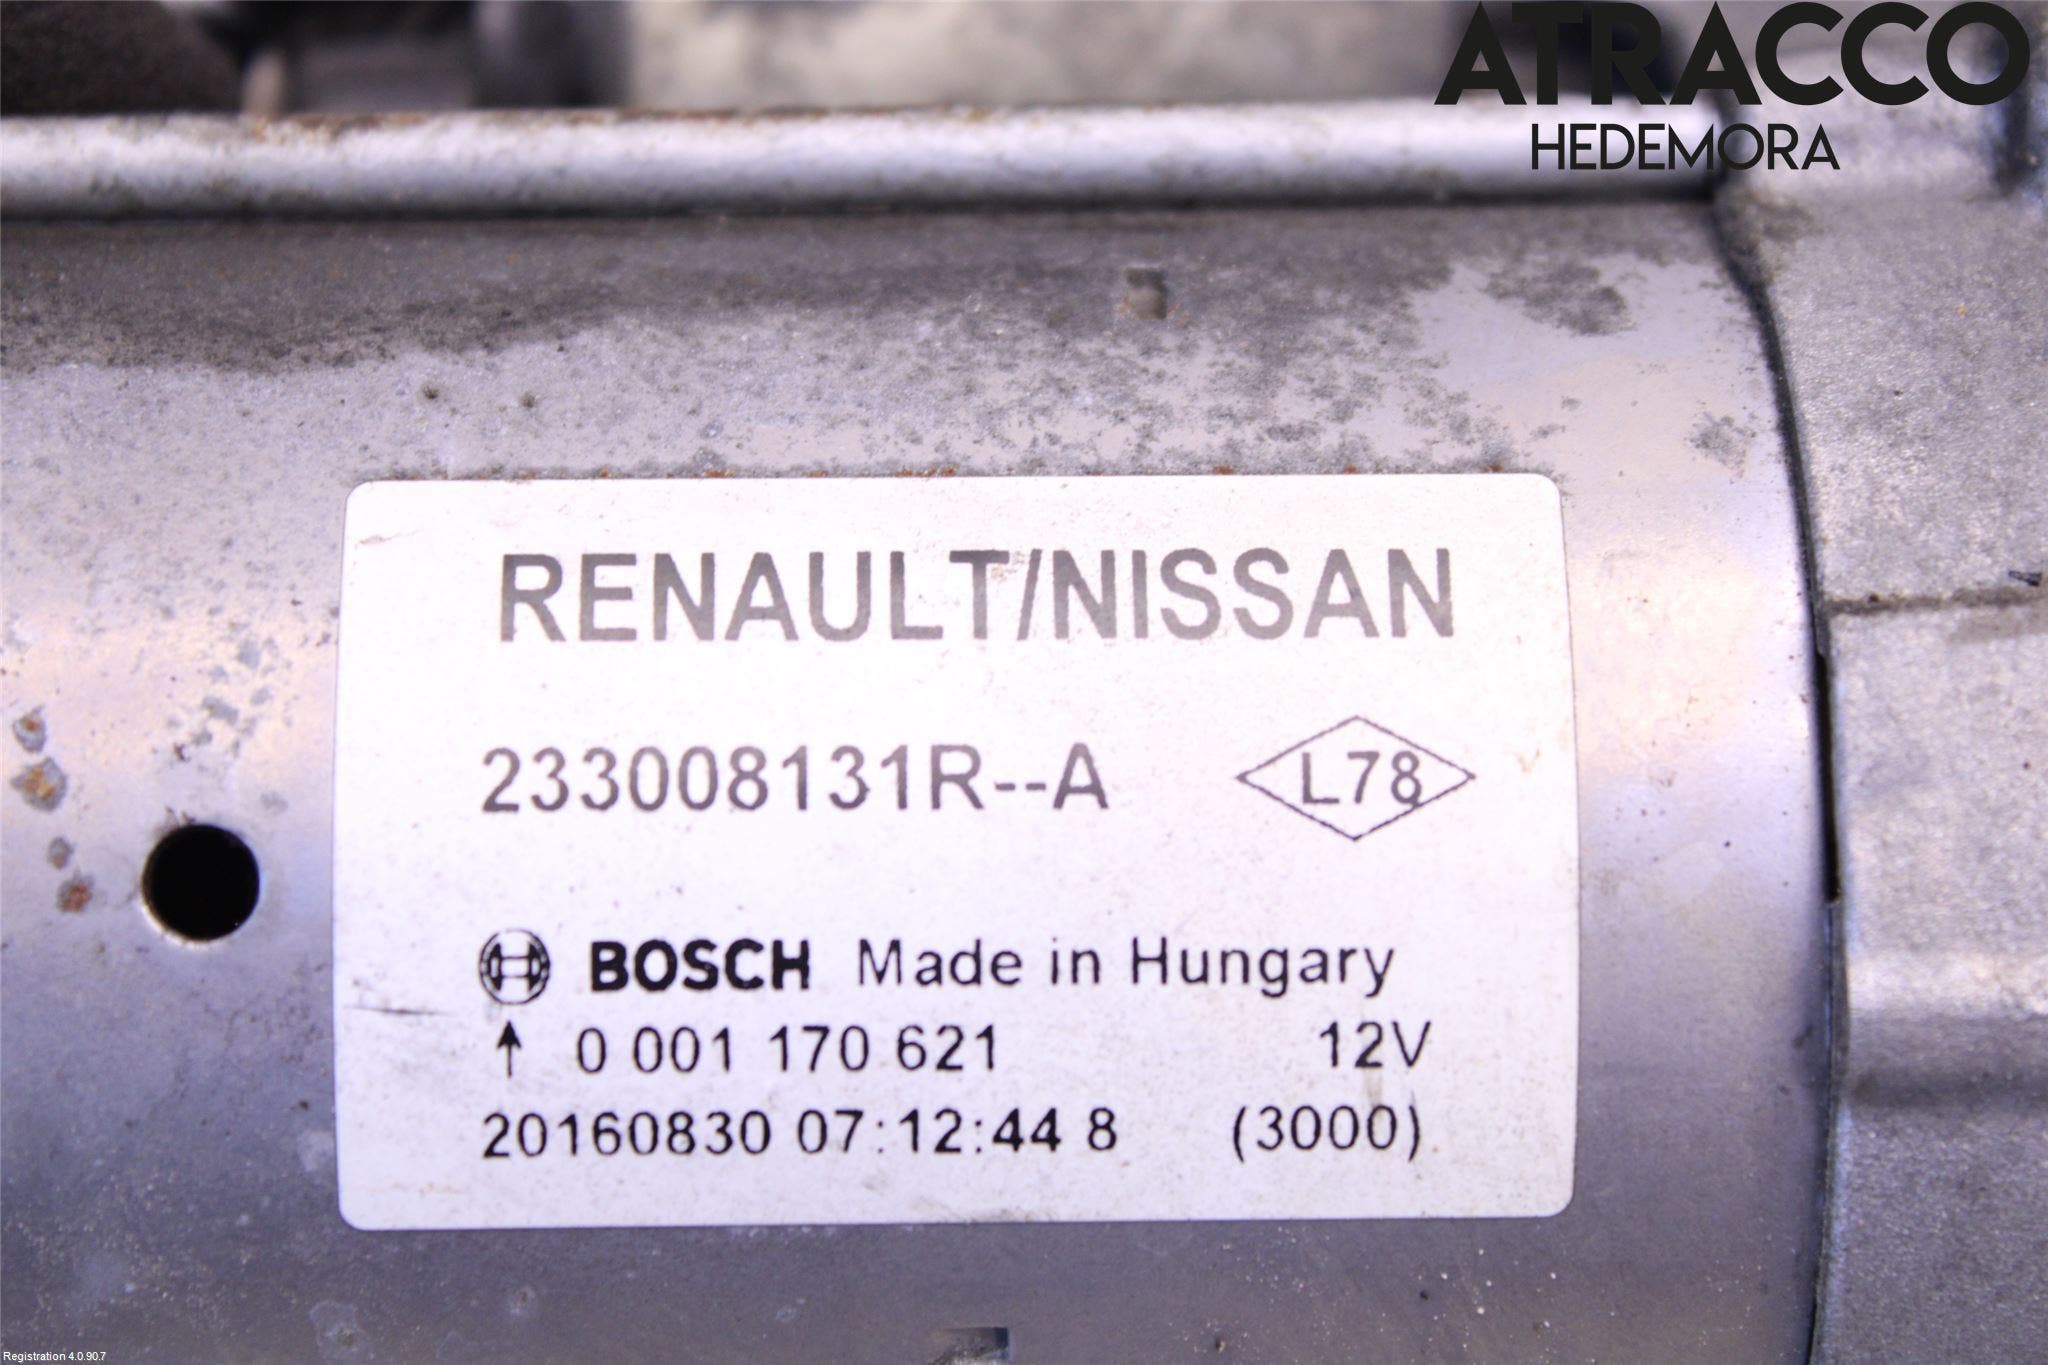 ATRACCO
HEDEMORA
RENAULT/NISSAN
233008131R--A L78
BOSCH Made in Hungary
0 001 170 621 12V
20160830 07:12:44 8 (3000)
Registration 4.0.90.7